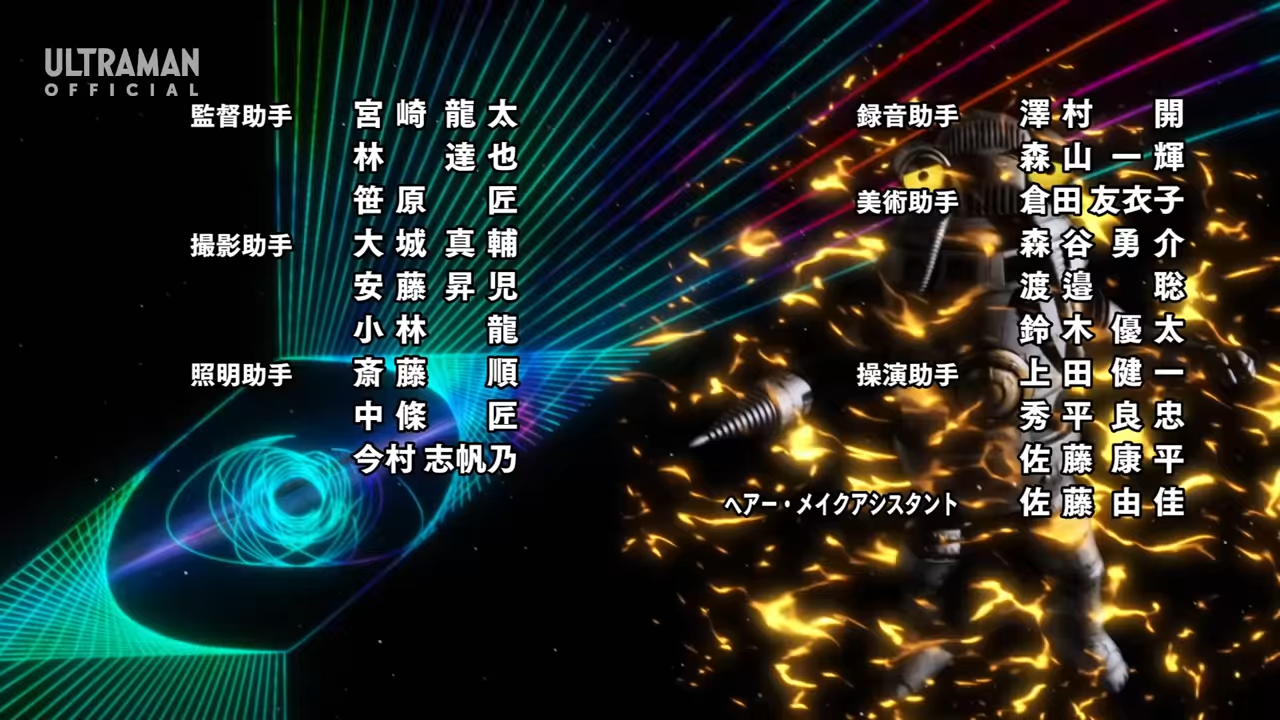 ULTRAMAN
OFFICIAL
監督助手 宮崎龍太
林 達也
笹原 匠
撮影助手 大城真輔
安藤昇児
小林 龍
照明助手 斎藤 順
中條 匠
今村志帆乃
録音助手 澤村 開
森山一輝
美術助手 倉田友衣子
森谷勇介
渡邉 聡
鈴木優太
操演助手 上田健一
秀平良忠
佐藤康平
ヘアー・メイクアシスタント 佐藤由佳